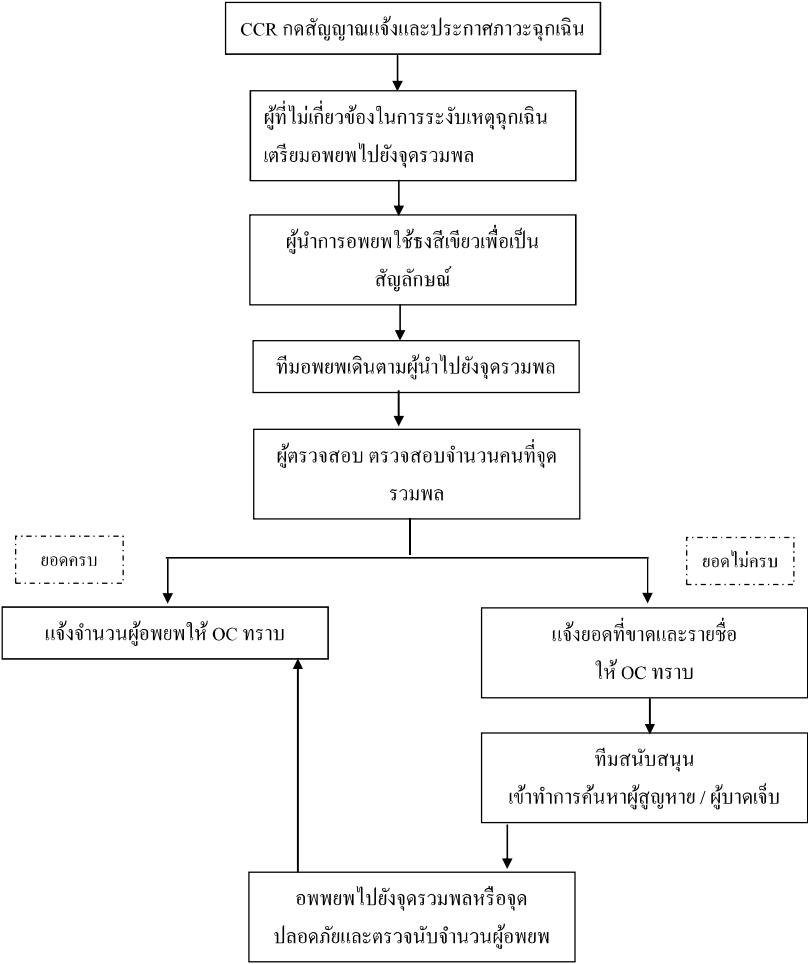 CCR กดสัญญาณแจ้งและประกาศภาวะฉุกเฉิน
ผู้ที่ไม่เกี่ยวข้องในการระงับเหตุฉุกเฉิน
เตรียมอพยพไปยังจุดรวมพล
ผู้นำการอพยพใช้ธงสีเขียวเพื่อเป็น
สัญลักษณ์
ทีมอพยพเดินตามผู้นำไปยังจุดรวมพล
ผู้ตรวจสอบ ตรวจสอบจำนวนคนที่จุด
รวมพล
ยอดครบ
ยอดไม่ครบ
แจ้งจำนวนผู้อพยพให้ OC ทราบ
แจ้งยอดที่ขาดและรายชื่อ
ให้ OC ทราบ
ทีมสนับสนุน
เข้าทำการค้นหาผู้สูญหาย / ผู้บาดเจ็บ
อพพยพไปยังจุดรวมพลหรือจุด
ปลอดภัยและตรวจนับจำนวนผู้อพยพ